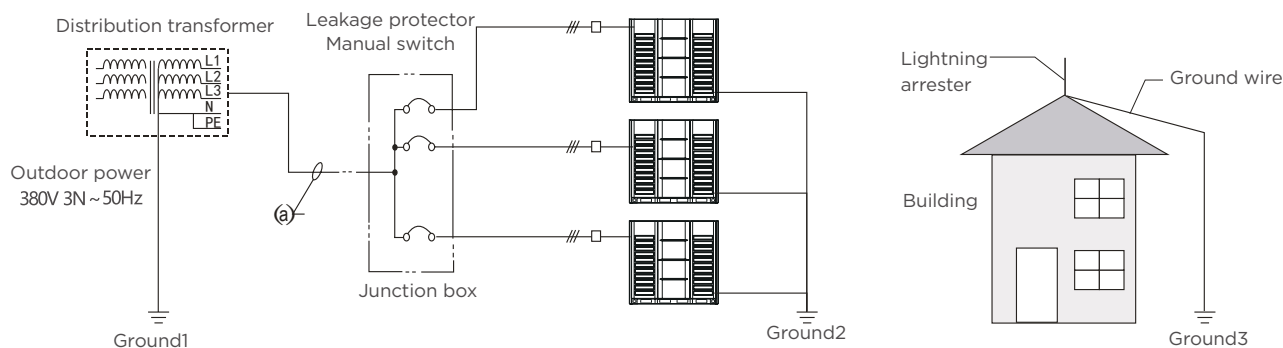 Distribution transformer
L1
L2
L3
N
PE
Outdoor power
380V 3N ~ 50Hz
(a)
Ground1
Leakage protector
Manual switch
Junction box
Ground2
Lightning
arrester
Ground wire
Building
Ground3